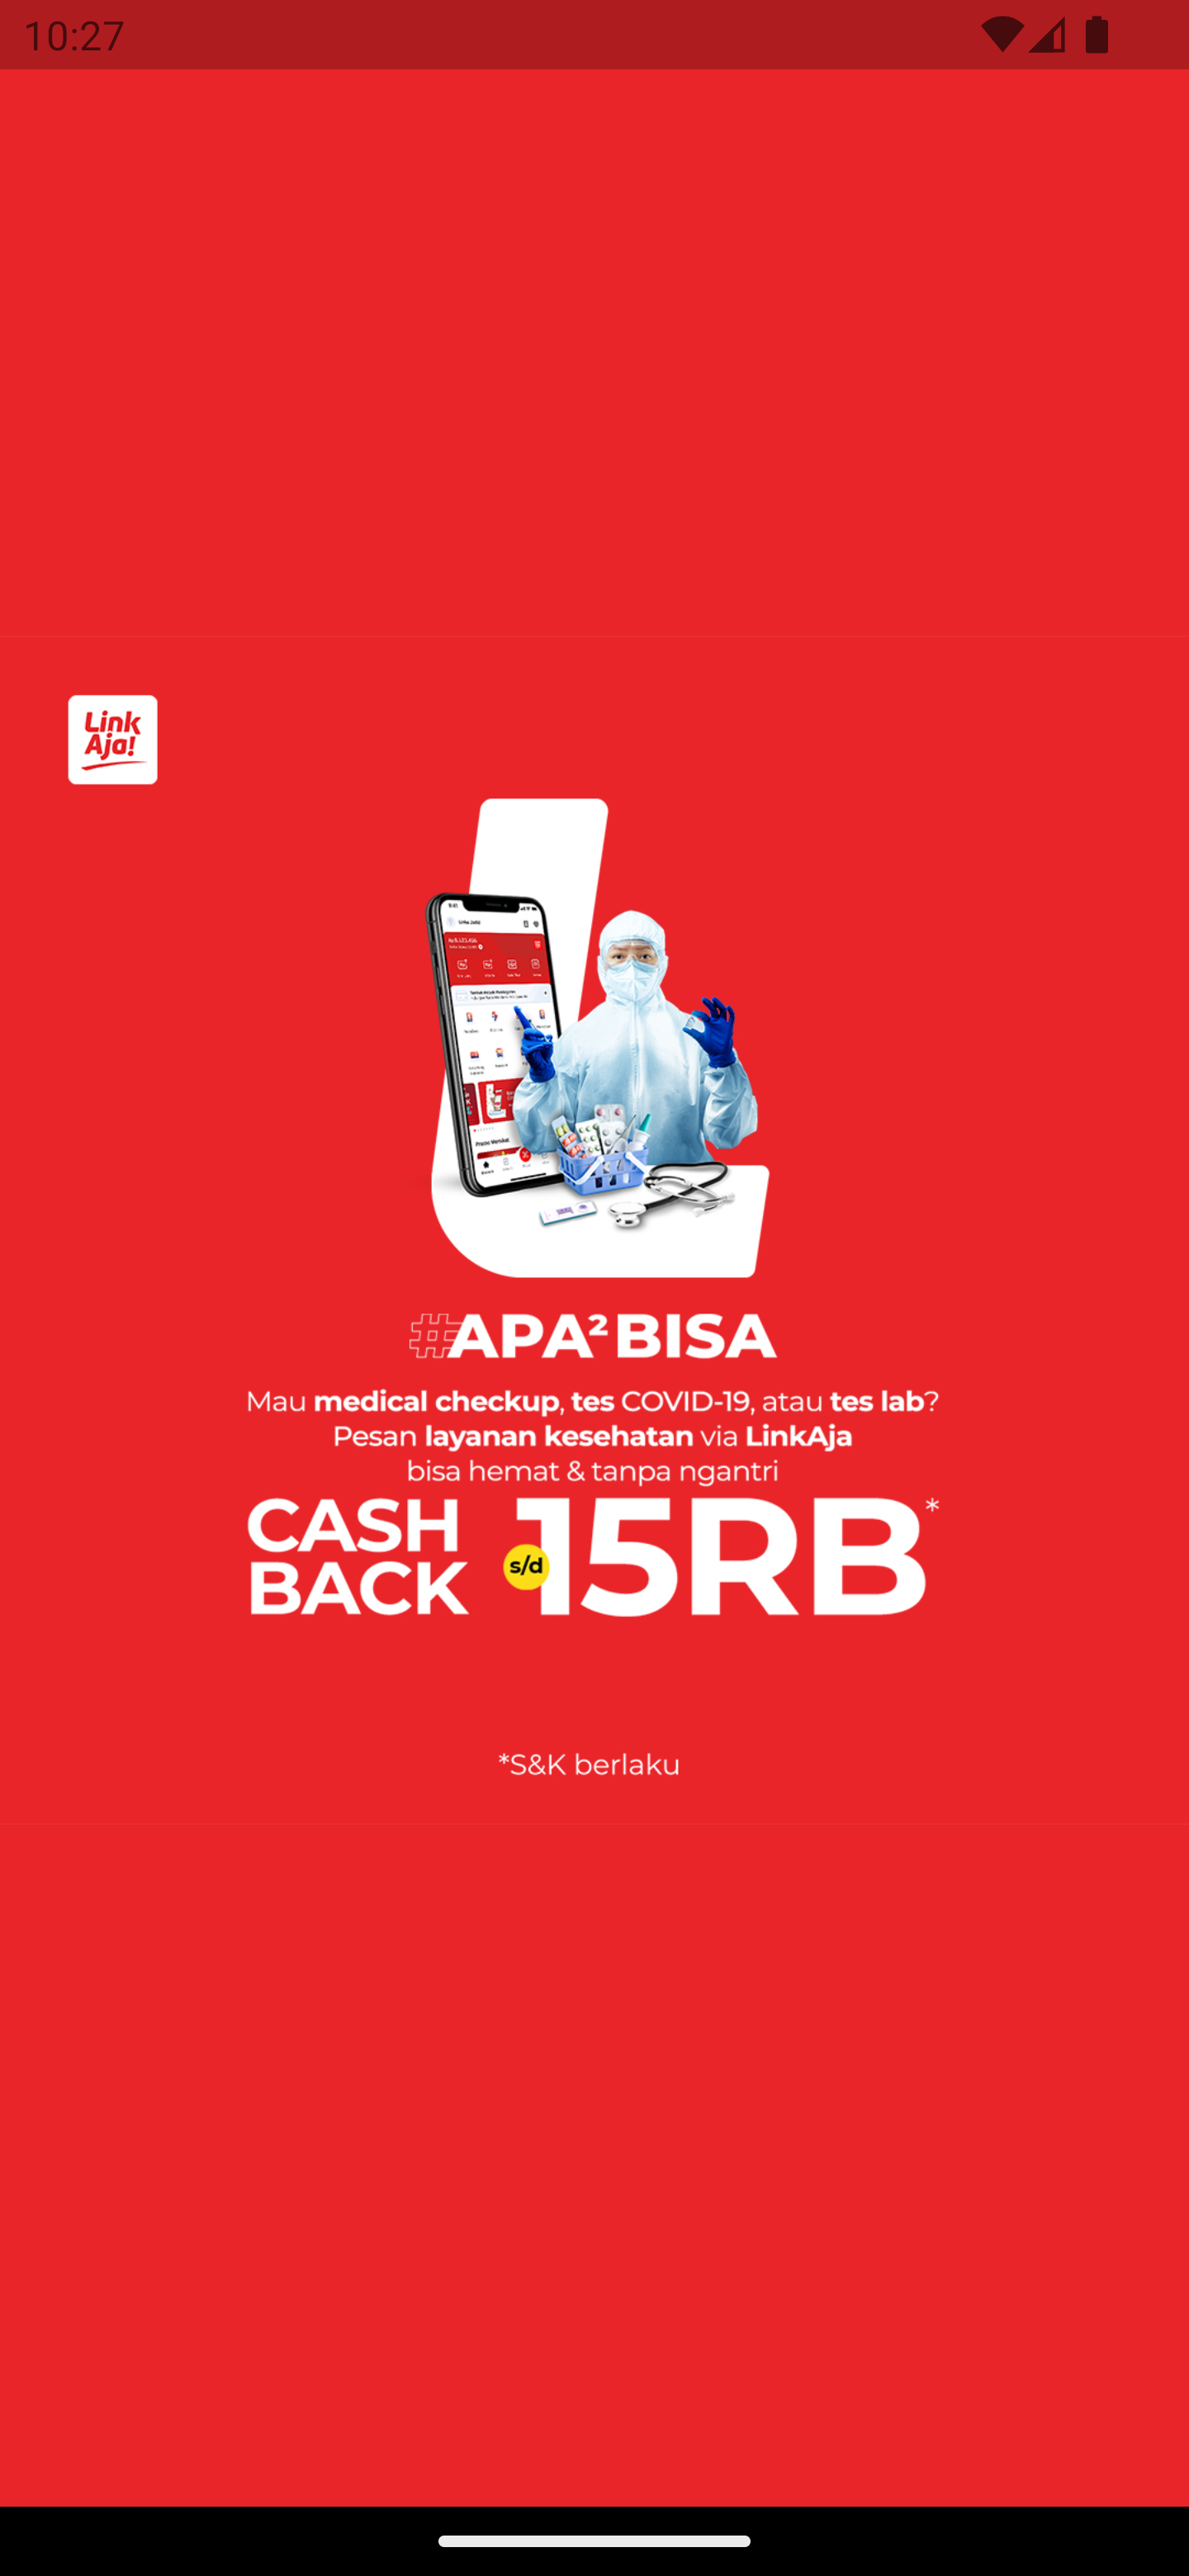 10:27
Link
Aja!
#APA²BISA
Mau medical checkup, tes COVID-19, atau tes lab?
Pesan layanan kesehatan via LinkAja
bisa hemat & tanpa ngantri
CASH
BACK
s/d
15RB*
*S&K berlaku